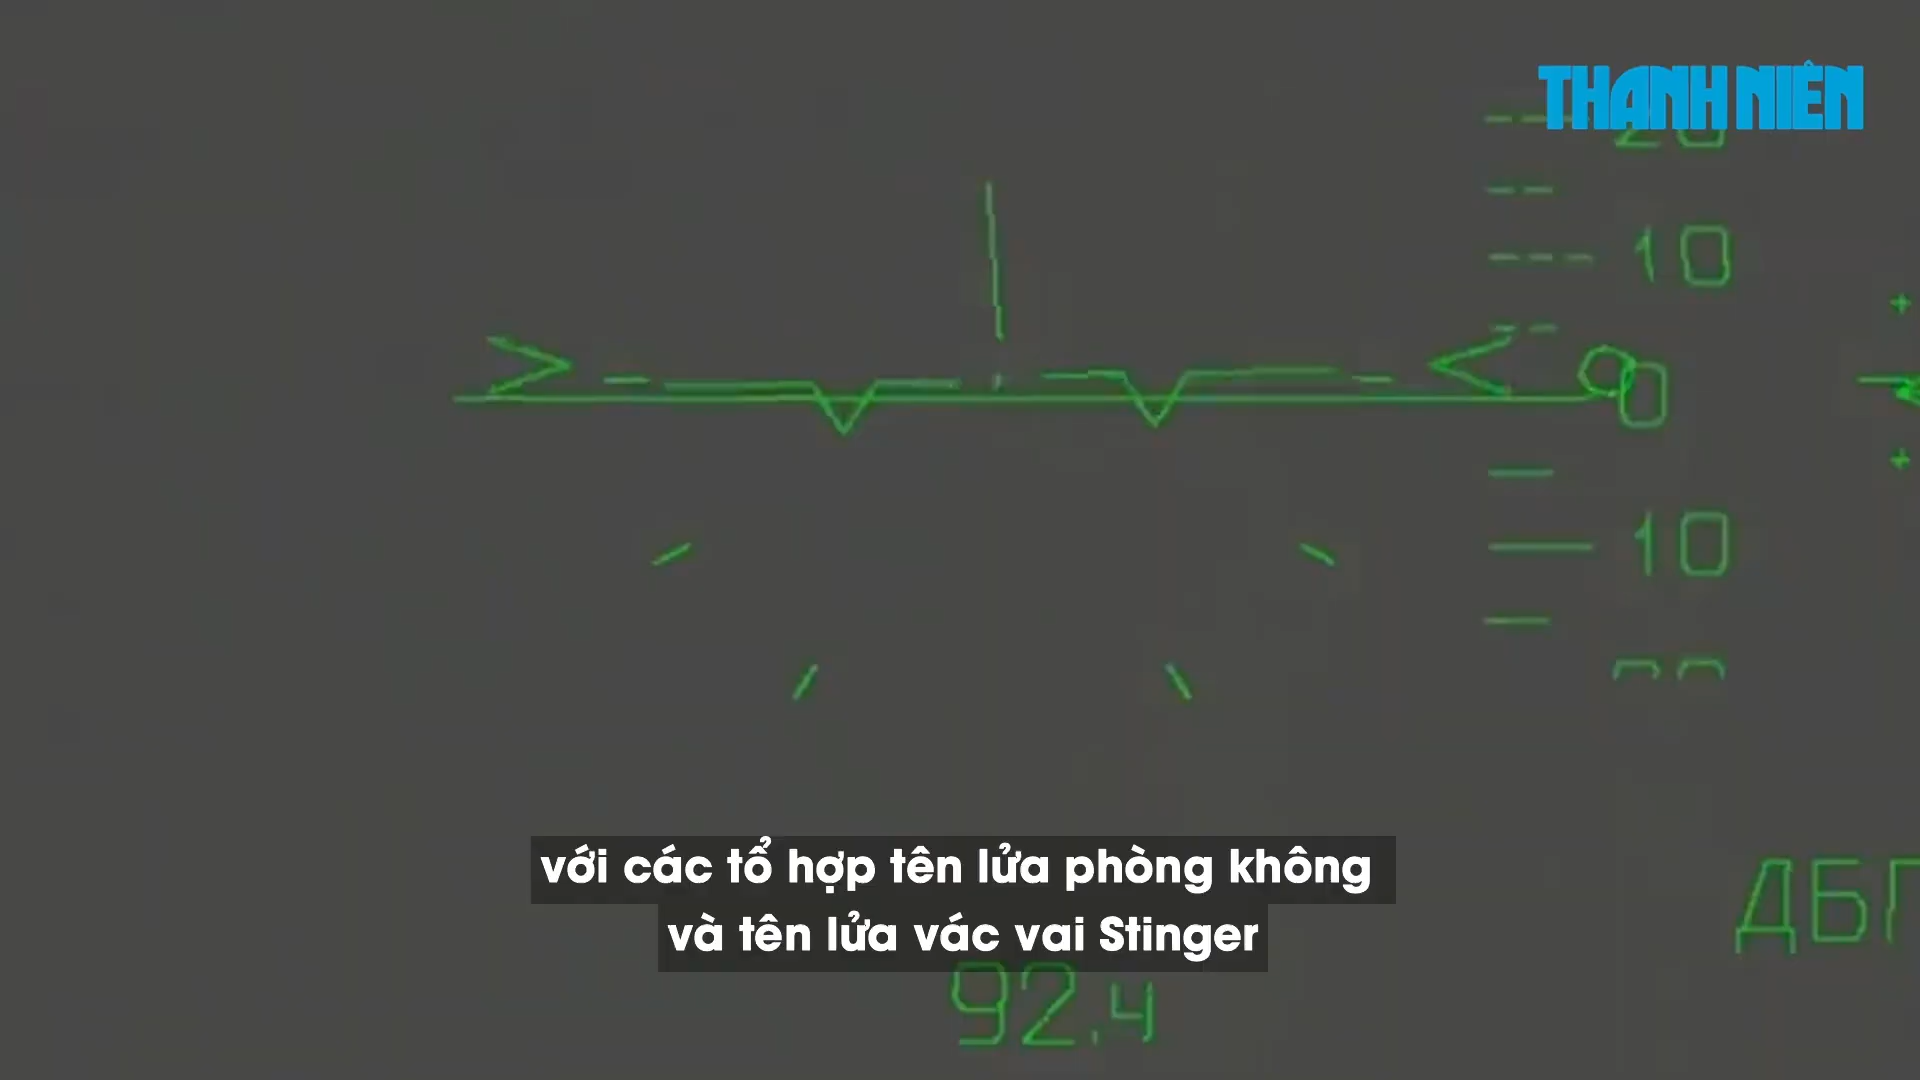 THANH NIÊN
20
10
0
10
với các tổ hợp tên lửa phòng không
và tên lửa vác vai Stinger
92.4